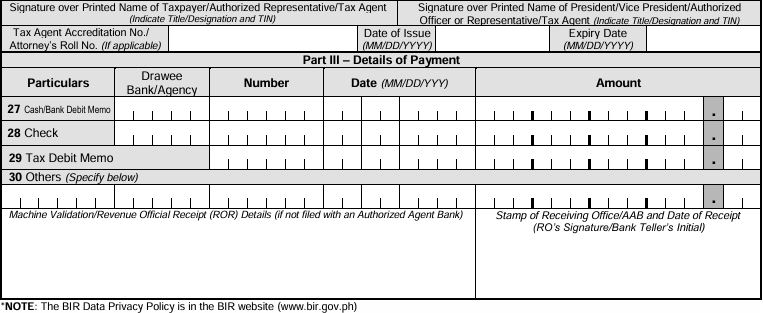 Signature over Printed Name of Taxpayer/Authorized Representative/Tax Agent
(Indicate Title/Designation and TIN)
Signature over Printed Name of President/Vice President/Authorized
Officer or Representative/Tax Agent (Indicate Title/Designation and TIN)
Tax Agent Accreditation No./
Attorney's Roll No. (If applicable)
Date of Issue
(MM/DD/YYYY)
Expiry Date
(MM/DD/YYYY)
Part III – Details of Payment
Particulars
Drawee
Bank/Agency
Number
Date (MM/DD/YYY)
Amount
27 Cash/Bank Debit Memo
.
28 Check
.
29 Tax Debit Memo
.
30 Others (Specify below)
.
Machine Validation/Revenue Official Receipt (ROR) Details (if not filed with an Authorized Agent Bank)
Stamp of Receiving Office/AAB and Date of Receipt
(RO's Signature/Bank Teller's Initial)
*NOTE: The BIR Data Privacy Policy is in the BIR website (www.bir.gov.ph)